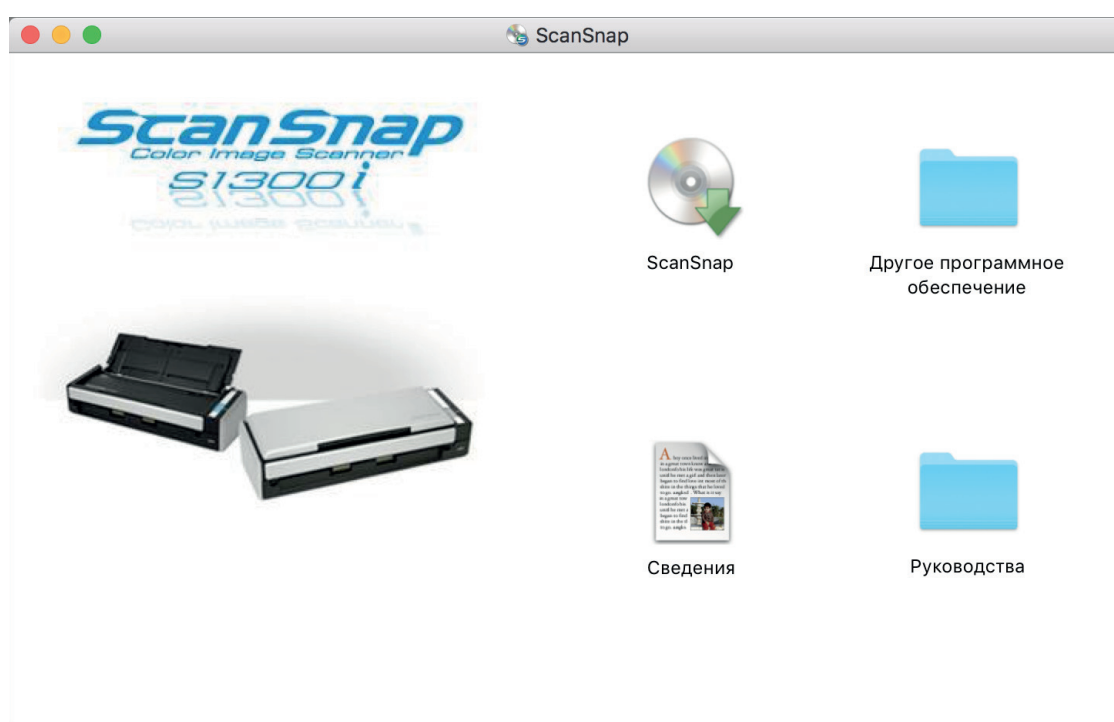 ScanSnap
ScanSnap
Color Image Scanner
S1300i
ScanSnap
Другое программное
обеспечение
Сведения
Руководства